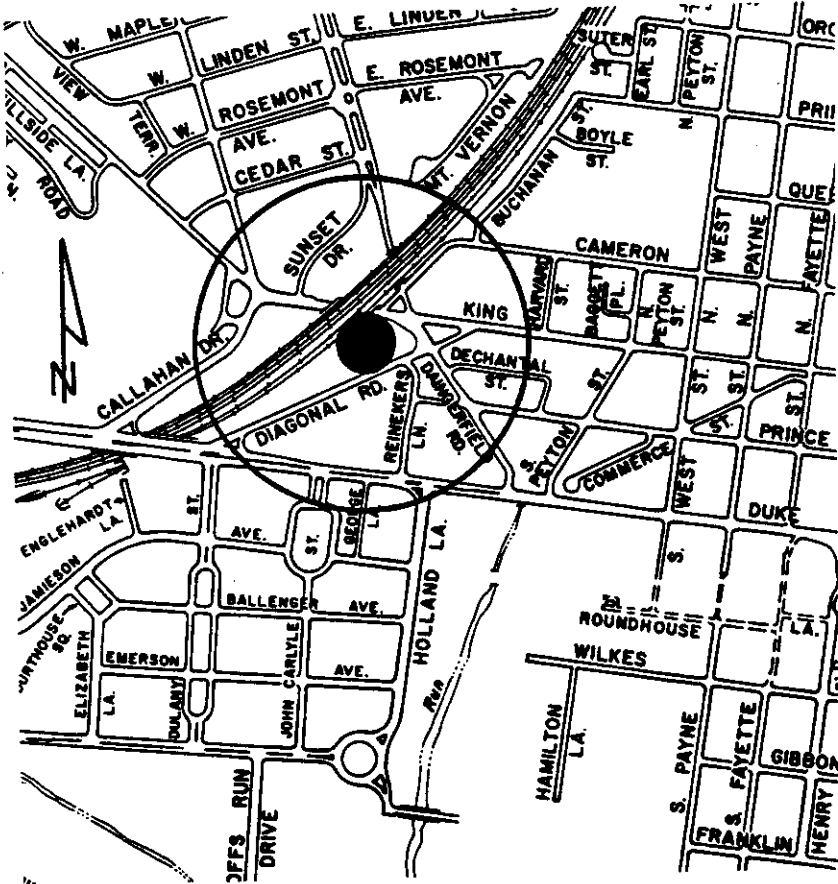 W. MAPLE
E. LINDEN
W. LINDEN ST.
E. ROSEMONT AVE.
W. ROSEMONT AVE.
VIEW TERR.
CEDAR ST.
ROAD
SUNSET DR.
MT. VERNON
SUTER ST.
EARL ST.
N. PEYTON ST.
BOYLE ST.
BUCHANAN ST.
CAMERON
WEST
PAYNE
FAYETTE
HARVARD ST.
BAGGETT PL.
N. PEYTON ST.
N.
N.
N.
KING
N
CALLAHAN DR.
DIAGONAL RD.
REINEKERS LN.
DECHANTAL ST.
DAINGERFIELD RD.
S. PEYTON ST.
COMMERCE ST.
ST.
ST.
ST.
PRINCE
WEST
S.
DUKE
ENGLEHARDT LA.
ST.
GEORGE LA.
AVE.
ST.
JAMIESON
BALLENGER AVE.
HOLLAND LA.
ROUNDHOUSE LA.
WILKES
ELIZABETH LA.
EMERSON AVE.
DULANY
JOHN CARLYLE
RUN
HAMILTON LA.
S. PAYNE
S. FAYETTE
HENRY
FRANKLIN
RUN
DRIVE